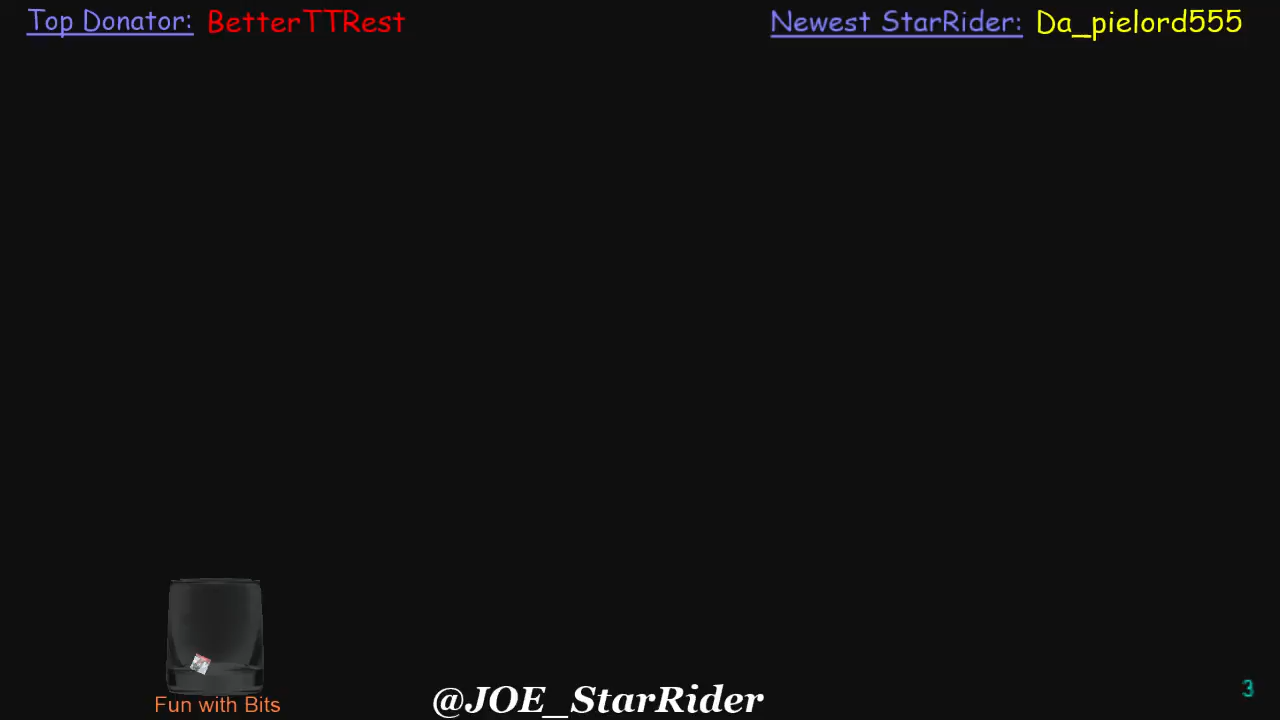 Top Donator: BetterTTRest
Newest StarRider: Da_pielord555
Fun with Bits
@JOE_StarRider
3